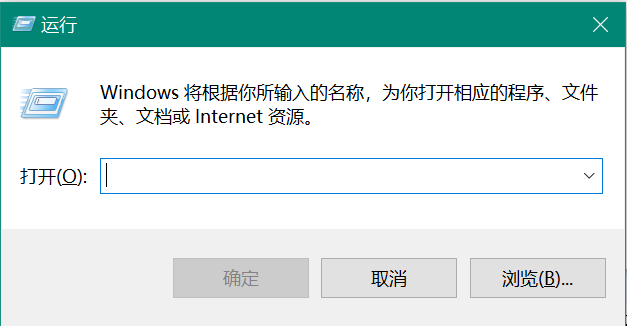 运行
Windows 将根据你所输入的名称，为你打开相应的程序、文件
夹、文档或 Internet 资源。
打开(O):
确定 取消 浏览(B)...